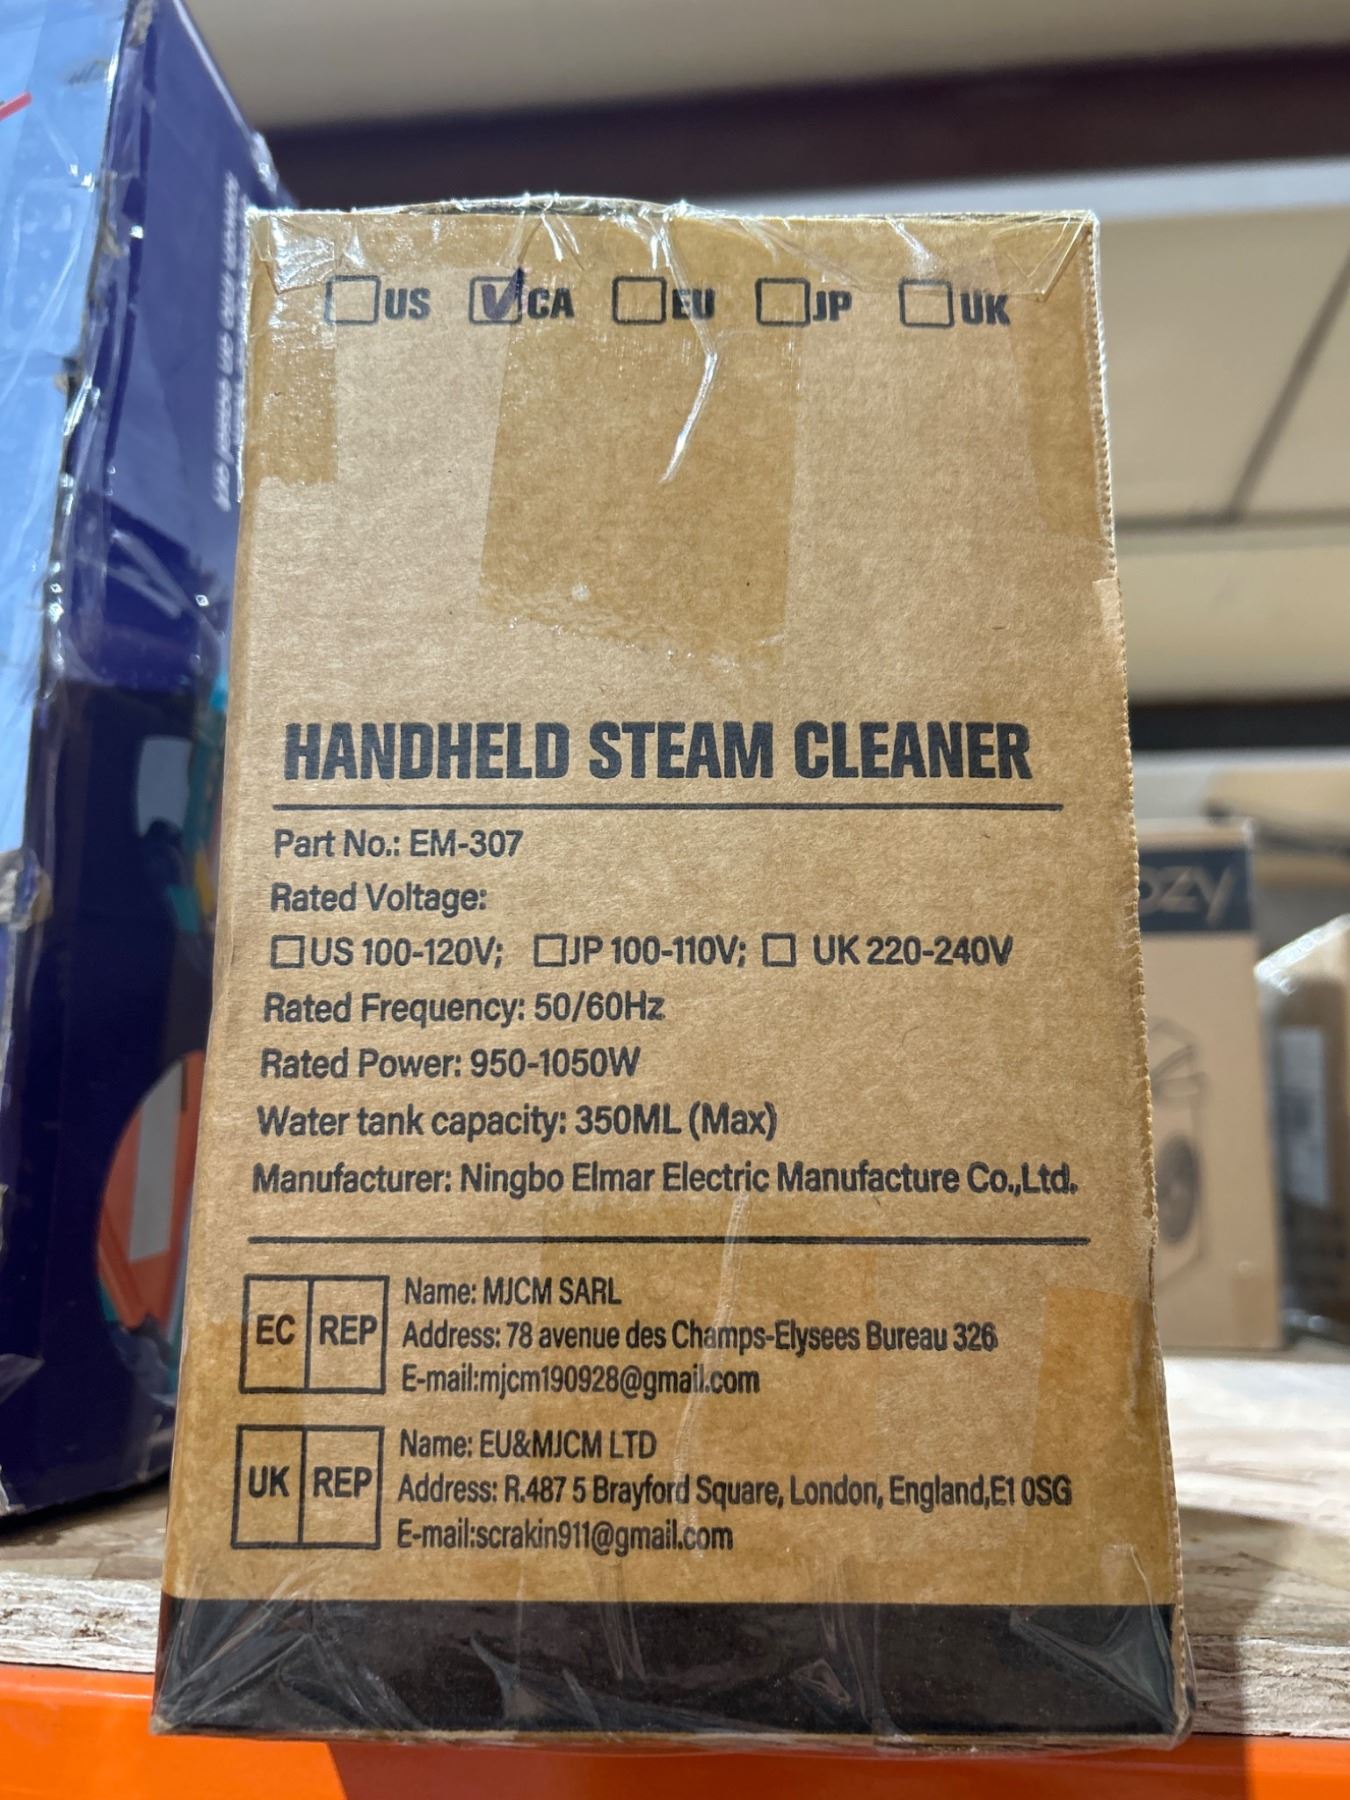 US CA EU JP UK
HANDHELD STEAM CLEANER
Part No.: EM-307
Rated Voltage:
US 100-120V; JP 100-110V; UK 220-240V
Rated Frequency: 50/60Hz
Rated Power: 950-1050W
Water tank capacity: 350ML (Max)
Manufacturer: Ningbo Elmar Electric Manufacture Co.,Ltd.
EC REP
Name: MJCM SARL
Address: 78 avenue des Champs-Elysees Bureau 326
E-mail:mjcm190928@gmail.com
UK REP
Name: EU&MJCM LTD
Address: R.487 5 Brayford Square, London, England,E1 0SG
E-mail:scrakin911@gmail.com